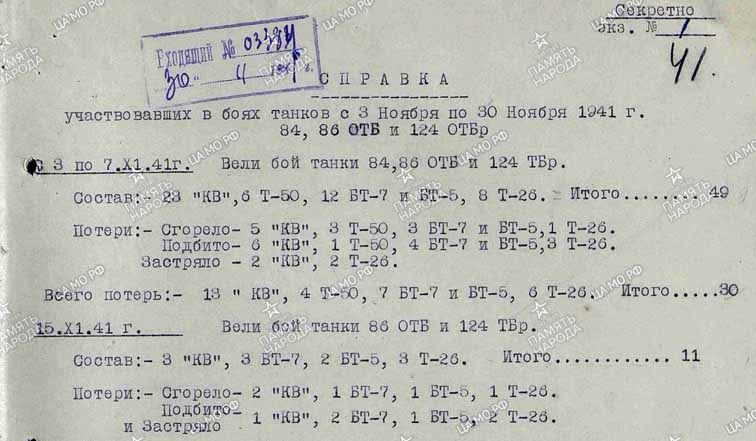 Секретно
экз. № 1
41.
Входящий № 03384
30 " 4
СПРАВКА
участвовавших в боях танков с 3 Ноября по 30 Ноября 1941 г.
84, 86 ОТБ и 124 ОТБр
С 3 по 7.XI.41г. Вели бой танки 84,86 ОТБ и 124 ТБр.
Состав:- 23 "КВ",6 Т-50, 12 БТ-7 и БТ-5, 8 Т-26. Итого........ 49
Потери:- Сгорело- 5 "КВ", 3 Т-50, 3 БТ-7 и БТ-5,1 Т-26.
Подбито- 6 "КВ", 1 Т-50, 4 БТ-7 и БТ-5,3 Т-26.
Застряло - 2 "КВ", 2 Т-26.
Всего потерь:- 13 " КВ", 4 Т-50, 7 БТ-7 и БТ-5, 6 Т-26. Итого.....30
15.XI.41 г. Вели бой танки 86 ОТБ и 124 ТБр.
Состав:- 3 "КВ", 3 БТ-7, 2 БТ-5, 3 Т-26. Итого............ 11
Потери:- Сгорело- 2 "КВ", 1 БТ-7, 1 БТ-5, 1 Т-26.
Подбито-
и Застряло 1 "КВ", 2 БТ-7, 1 БТ-5, 2 Т-26.
ПАМЯТЬ НАРОДА
ЦА МО РФ